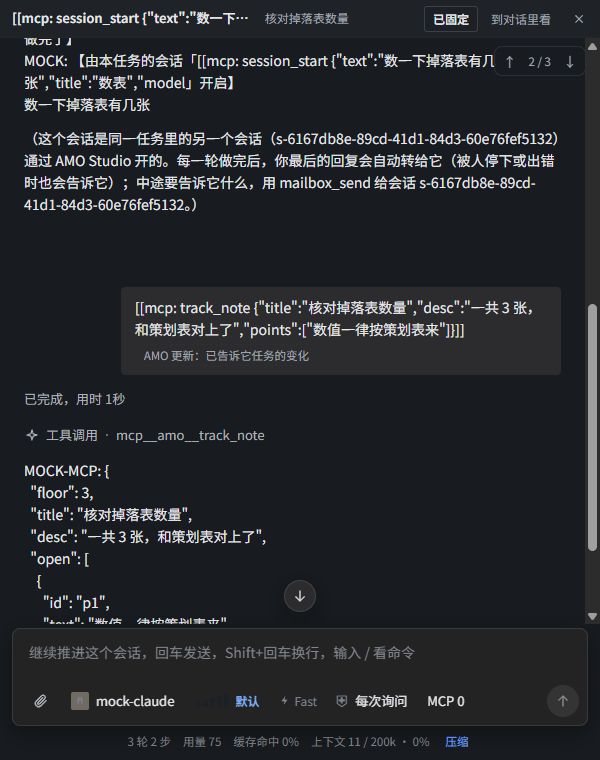 [[mcp: session_start {"text":"数一下… 核对掉落表数量 已固定 到对话里看 ×
做完了】
MOCK: 【由本任务的会话「[[mcp: session_start {"text":"数一下掉落表有几
2 / 3
张","title":"数表","model」开启】
数一下掉落表有几张
（这个会话是同一任务里的另一个会话（s-6167db8e-89cd-41d1-84d3-60e76fef5132）
通过 AMO Studio 开的。每一轮做完后，你最后的回复会自动转给它（被人停下或出错
时也会告诉它）；中途要告诉它什么，用 mailbox_send 给会话 s-6167db8e-89cd-
41d1-84d3-60e76fef5132。）
[[mcp: track_note {"title":"核对掉落表数量","desc":"一共 3 张，
和策划表对上了","points":["数值一律按策划表来"]}]]
AMO 更新：已告诉它任务的变化
已完成，用时 1秒
工具调用 · mcp__amo__track_note
MOCK-MCP: {
"floor": 3,
"title": "核对掉落表数量",
"desc": "一共 3 张，和策划表对上了",
"open": [
{
"id": "p1",
"text": "数值一律按策划表来"
继续推进这个会话，回车发送，Shift+回车换行，输入 / 看命令
mock-claude 默认 Fast 每次询问 MCP 0
3 轮 2 步 用量 75 缓存命中 0% 上下文 11 / 200k · 0% 压缩